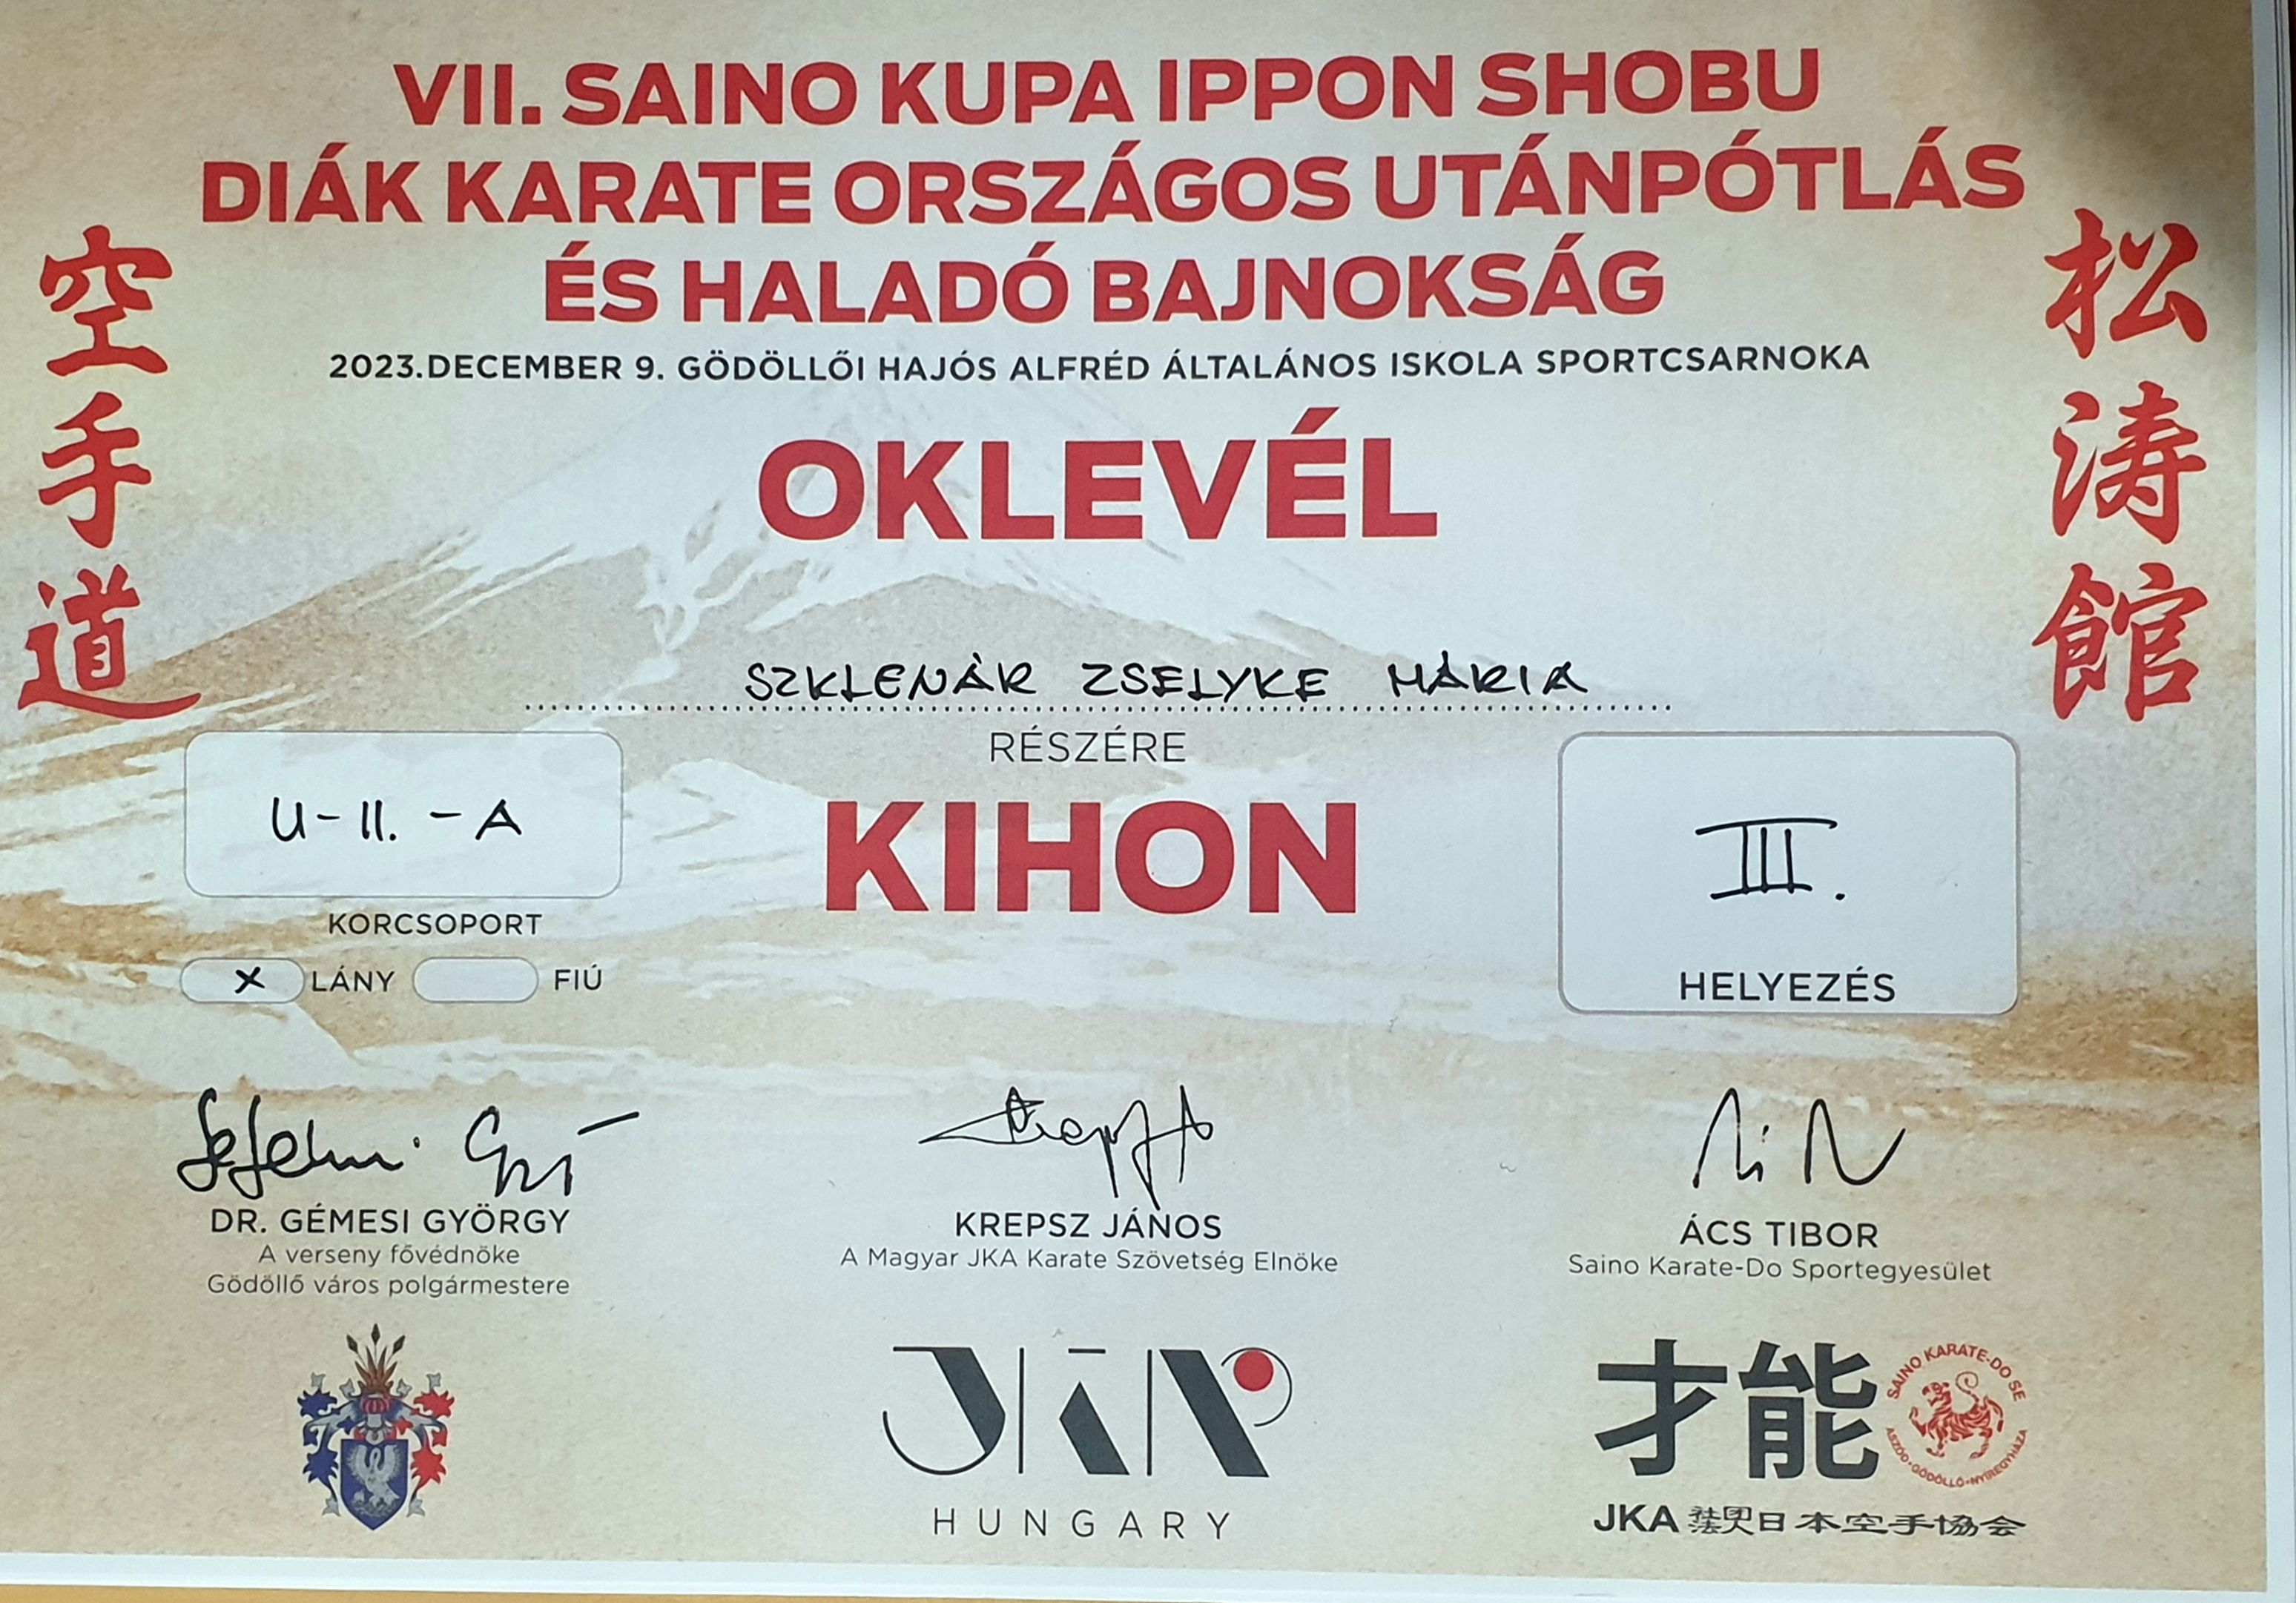 VII. SAINO KUPA IPPON SHOBU
DIÁK KARATE ORSZÁGOS UTÁNPÓTLÁS
ÉS HALADÓ BAJNOKSÁG
2023.DECEMBER 9. GÖDÖLLŐI HAJÓS ALFRÉD ÁLTALÁNOS ISKOLA SPORTCSARNOKA
空手道
松涛館
OKLEVÉL
SZKLENÁR ZSELYKE MÁRIA
RÉSZÉRE
U-11. -A
KORCSOPORT
X LÁNY FIÚ
KIHON
III.
HELYEZÉS
DR. GÉMESI GYÖRGY
A verseny fővédnöke
Gödöllő város polgármestere
KREPSZ JÁNOS
A Magyar JKA Karate Szövetség Elnöke
ÁCS TIBOR
Saino Karate-Do Sportegyesület
JKA
HUNGARY
才能
SAINO KARATE-DO SE
ASZÓD•GÖDÖLLŐ•NYÍREGYHÁZA
JKA 日本空手協会